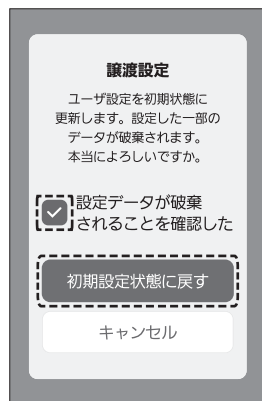 譲渡設定
ユーザ設定を初期状態に
更新します。設定した一部の
データが破棄されます。
本当によろしいですか。
設定データが破棄
されることを確認した
初期設定状態に戻す
キャンセル